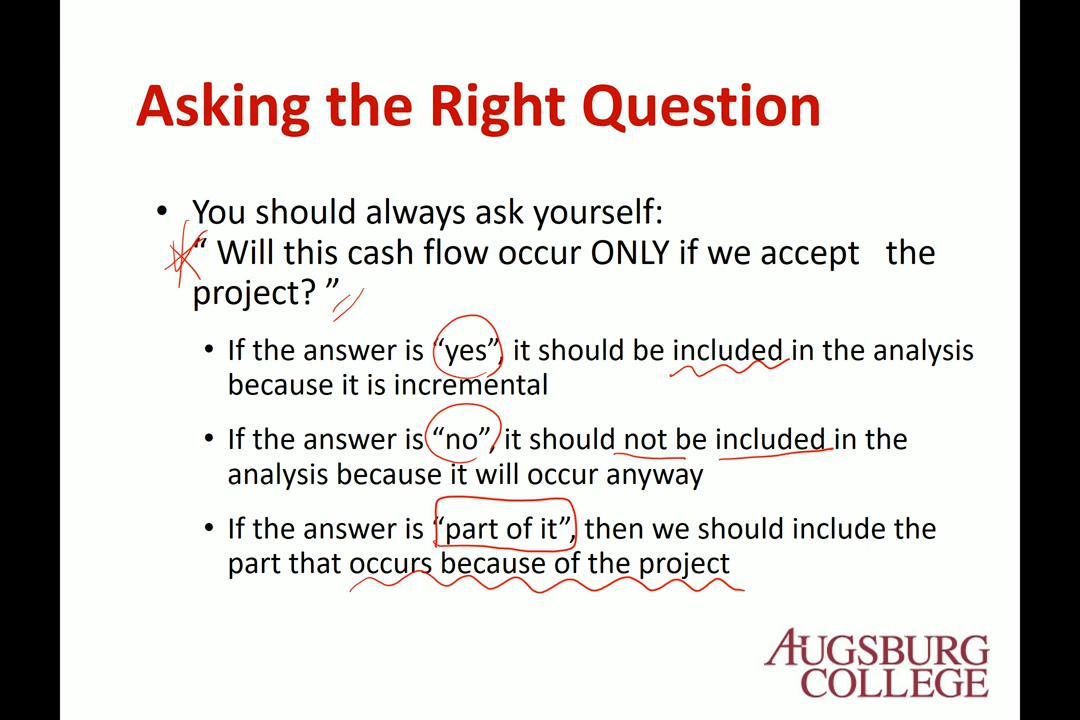 Asking the Right Question
• You should always ask yourself:
“ Will this cash flow occur ONLY if we accept the
project? ”
• If the answer is “yes”, it should be included in the analysis
because it is incremental
• If the answer is “no”, it should not be included in the
analysis because it will occur anyway
• If the answer is “part of it”, then we should include the
part that occurs because of the project
AUGSBURG
COLLEGE